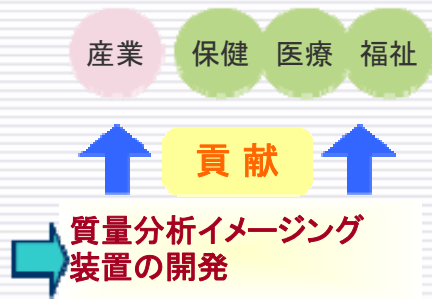 産業 保健 医療 福祉
貢献
質量分析イメージング
装置の開発